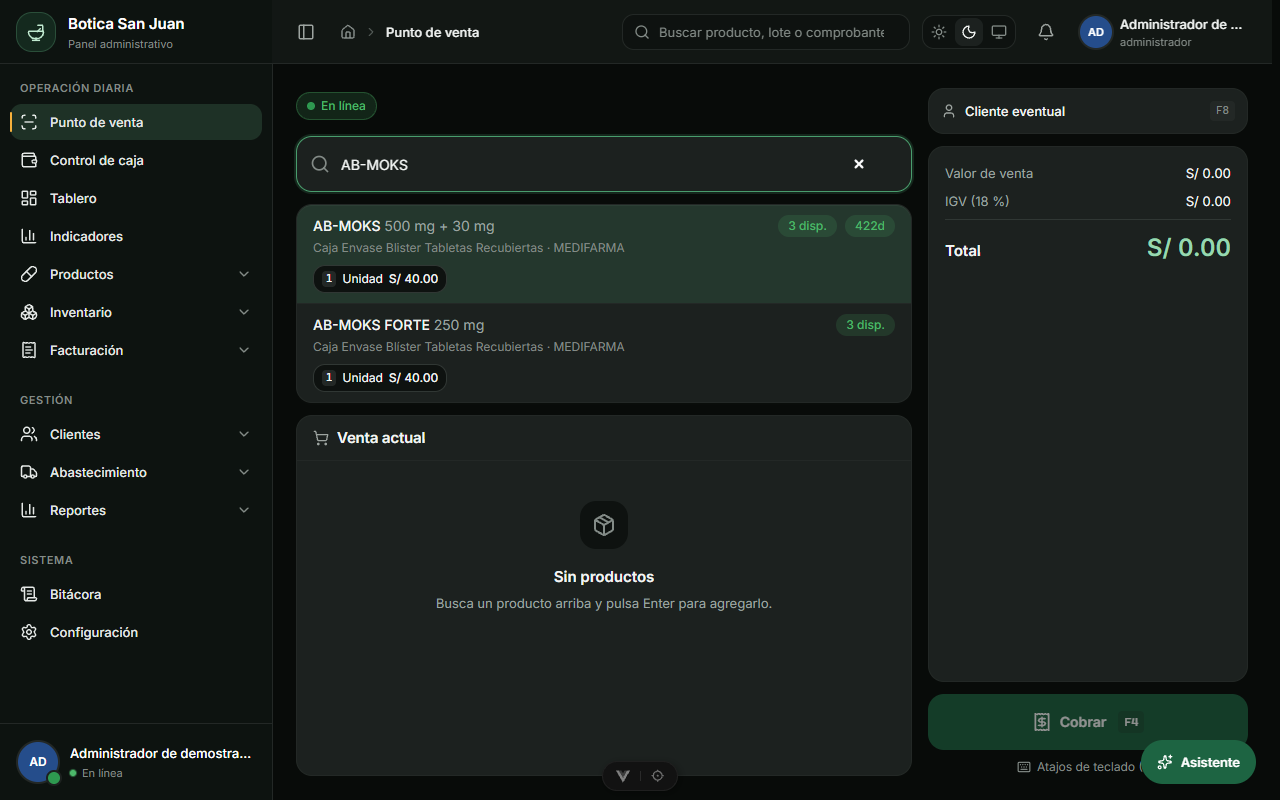 Botica San Juan
Panel administrativo
OPERACIÓN DIARIA
Punto de venta
Control de caja
Tablero
Indicadores
Productos
Inventario
Facturación
GESTIÓN
Clientes
Abastecimiento
Reportes
SISTEMA
Bitácora
Configuración
AD
Administrador de demostra...
En línea
Punto de venta
Buscar producto, lote o comprobante
AD
Administrador de ...
administrador
En línea
AB-MOKS
AB-MOKS 500 mg + 30 mg
3 disp.
422d
Caja Envase Blister Tabletas Recubiertas · MEDIFARMA
1 Unidad S/ 40.00
AB-MOKS FORTE 250 mg
3 disp.
Caja Envase Blíster Tabletas Recubiertas · MEDIFARMA
1 Unidad S/ 40.00
Venta actual
Sin productos
Busca un producto arriba y pulsa Enter para agregarlo.
Cliente eventual
F8
Valor de venta
S/ 0.00
IGV (18 %)
S/ 0.00
Total
S/ 0.00
Cobrar F4
Atajos de teclado (
Asistente